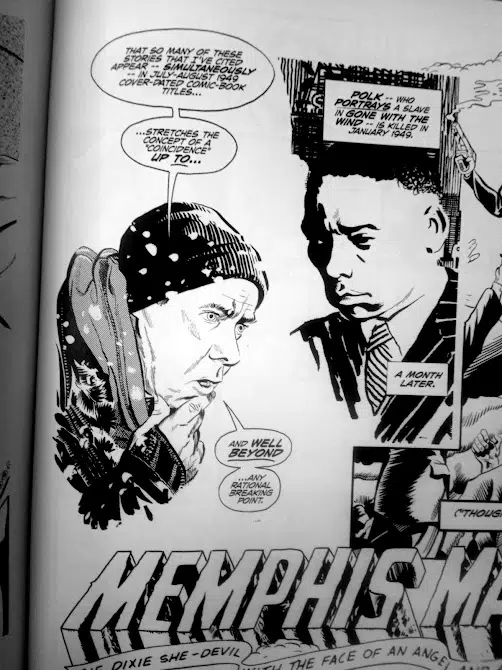 THAT SO MANY OF THESE
STORIES THAT I'VE CITED
APPEAR -- SIMULTANEOUSLY
-- IN JULY-AUGUST 1949
COVER-DATED COMIC-BOOK
TITLES...
...STRETCHES THE
CONCEPT OF A
"COINCIDENCE"
UP TO...
POLK -- WHO
PORTRAYS A SLAVE
IN GONE WITH THE
WIND -- IS KILLED IN
JANUARY 1949.
A MONTH
LATER.
AND WELL
BEYOND
...ANY
RATIONAL
BREAKING
POINT.
MEMPHIS
DIXIE SHE-DEVIL
WITH THE FACE OF AN